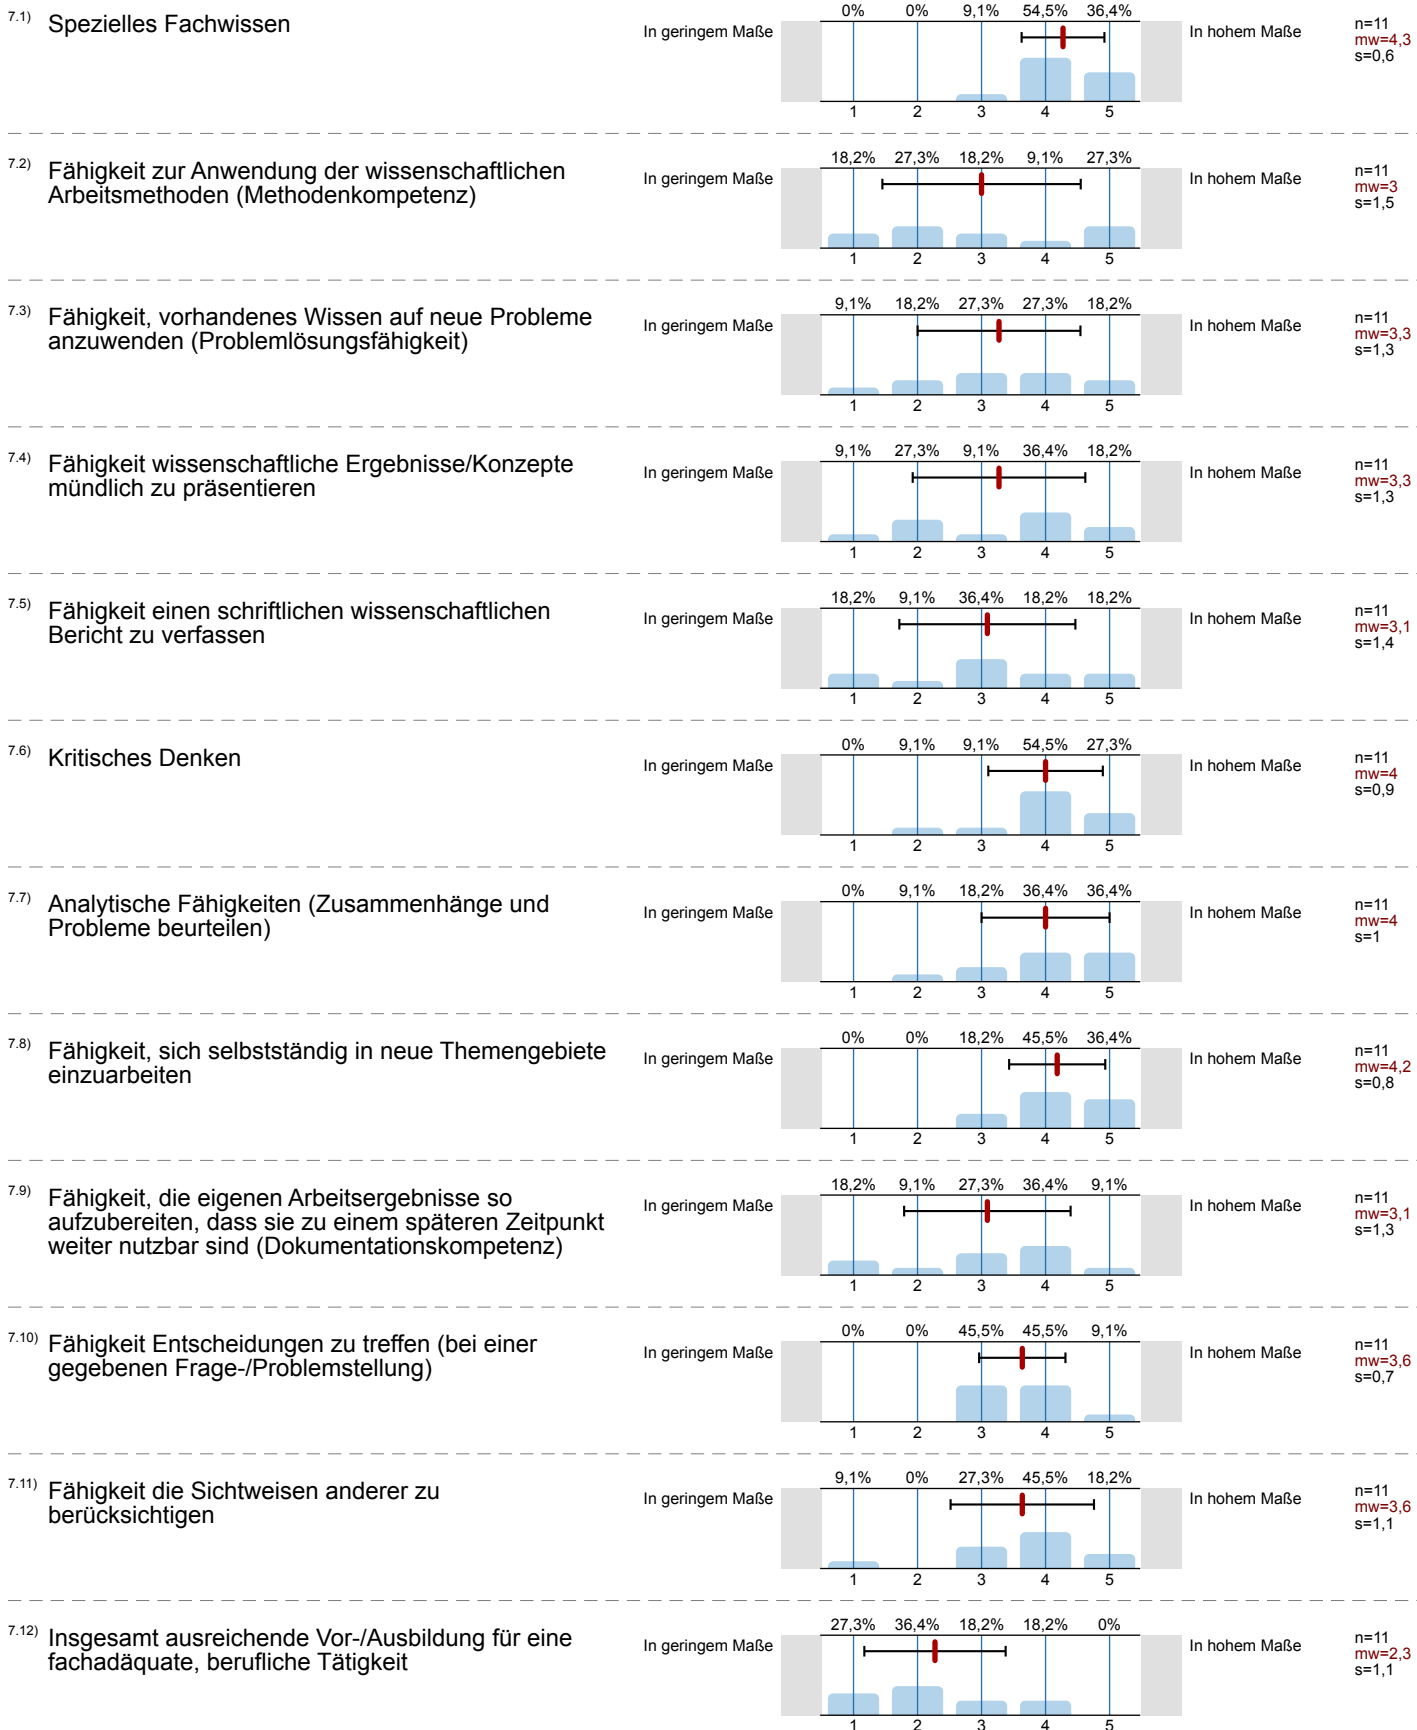 7.1) Spezielles Fachwissen
In geringem Maße
0% 0% 9,1% 54,5% 36,4%
1 2 3 4 5
In hohem Maße
n=11
mw=4,3
s=0,6
7.2) Fähigkeit zur Anwendung der wissenschaftlichen
Arbeitsmethoden (Methodenkompetenz)
In geringem Maße
18,2% 27,3% 18,2% 9,1% 27,3%
1 2 3 4 5
In hohem Maße
n=11
mw=3
s=1,5
7.3) Fähigkeit, vorhandenes Wissen auf neue Probleme
anzuwenden (Problemlösungsfähigkeit)
In geringem Maße
9,1% 18,2% 27,3% 27,3% 18,2%
1 2 3 4 5
In hohem Maße
n=11
mw=3,3
s=1,3
7.4) Fähigkeit wissenschaftliche Ergebnisse/Konzepte
mündlich zu präsentieren
In geringem Maße
9,1% 27,3% 9,1% 36,4% 18,2%
1 2 3 4 5
In hohem Maße
n=11
mw=3,3
s=1,3
7.5) Fähigkeit einen schriftlichen wissenschaftlichen
Bericht zu verfassen
In geringem Maße
18,2% 9,1% 36,4% 18,2% 18,2%
1 2 3 4 5
In hohem Maße
n=11
mw=3,1
s=1,4
7.6) Kritisches Denken
In geringem Maße
0% 9,1% 9,1% 54,5% 27,3%
1 2 3 4 5
In hohem Maße
n=11
mw=4
s=0,9
7.7) Analytische Fähigkeiten (Zusammenhänge und
Probleme beurteilen)
In geringem Maße
0% 9,1% 18,2% 36,4% 36,4%
1 2 3 4 5
In hohem Maße
n=11
mw=4
s=1
7.8) Fähigkeit, sich selbstständig in neue Themengebiete
einzuarbeiten
In geringem Maße
0% 0% 18,2% 45,5% 36,4%
1 2 3 4 5
In hohem Maße
n=11
mw=4,2
s=0,8
7.9) Fähigkeit, die eigenen Arbeitsergebnisse so
aufzubereiten, dass sie zu einem späteren Zeitpunkt
weiter nutzbar sind (Dokumentationskompetenz)
In geringem Maße
18,2% 9,1% 27,3% 36,4% 9,1%
1 2 3 4 5
In hohem Maße
n=11
mw=3,1
s=1,3
7.10) Fähigkeit Entscheidungen zu treffen (bei einer
gegebenen Frage-/Problemstellung)
In geringem Maße
0% 0% 45,5% 45,5% 9,1%
1 2 3 4 5
In hohem Maße
n=11
mw=3,6
s=0,7
7.11) Fähigkeit die Sichtweisen anderer zu
berücksichtigen
In geringem Maße
9,1% 0% 27,3% 45,5% 18,2%
1 2 3 4 5
In hohem Maße
n=11
mw=3,6
s=1,1
7.12) Insgesamt ausreichende Vor-/Ausbildung für eine
fachadäquate, berufliche Tätigkeit
In geringem Maße
27,3% 36,4% 18,2% 18,2% 0%
1 2 3 4 5
In hohem Maße
n=11
mw=2,3
s=1,1